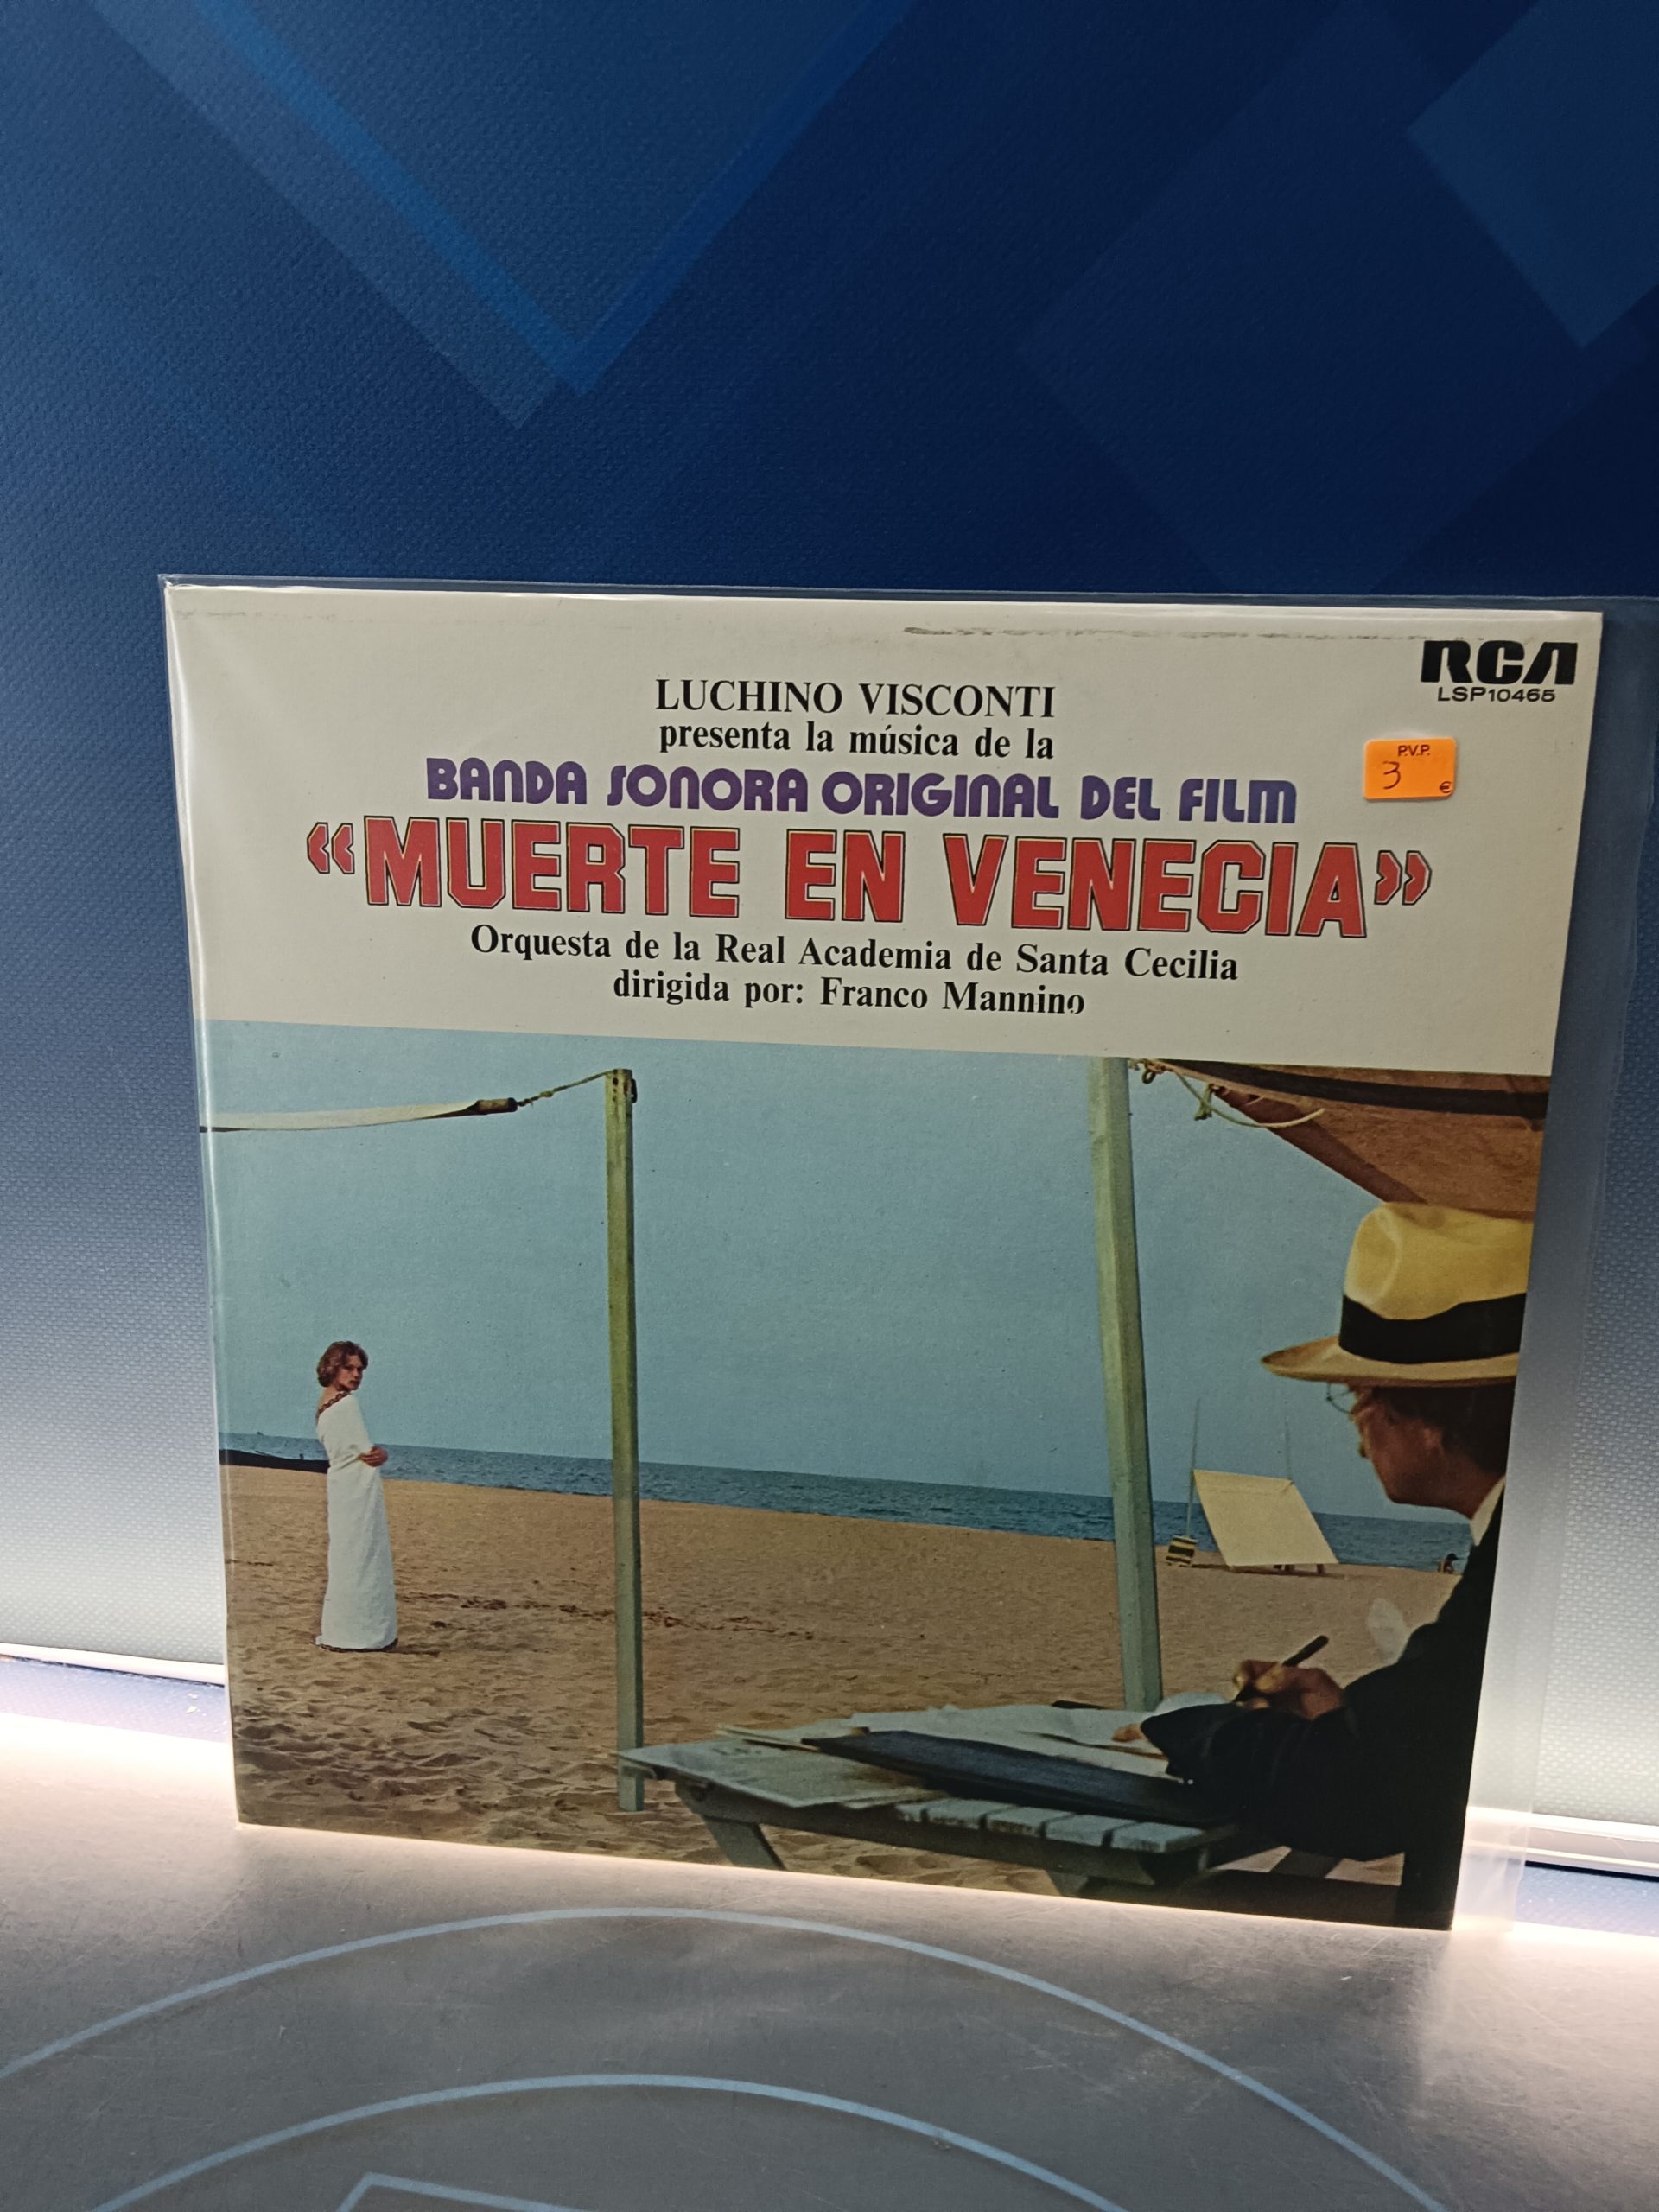 RCA
LSP10465
LUCHINO VISCONTI
presenta la música de la
BANDA SONORA ORIGINAL DEL FILM
«MUERTE EN VENECIA»
Orquesta de la Real Academia de Santa Cecilia
dirigida por: Franco Mannino
P.V.P.
3 €